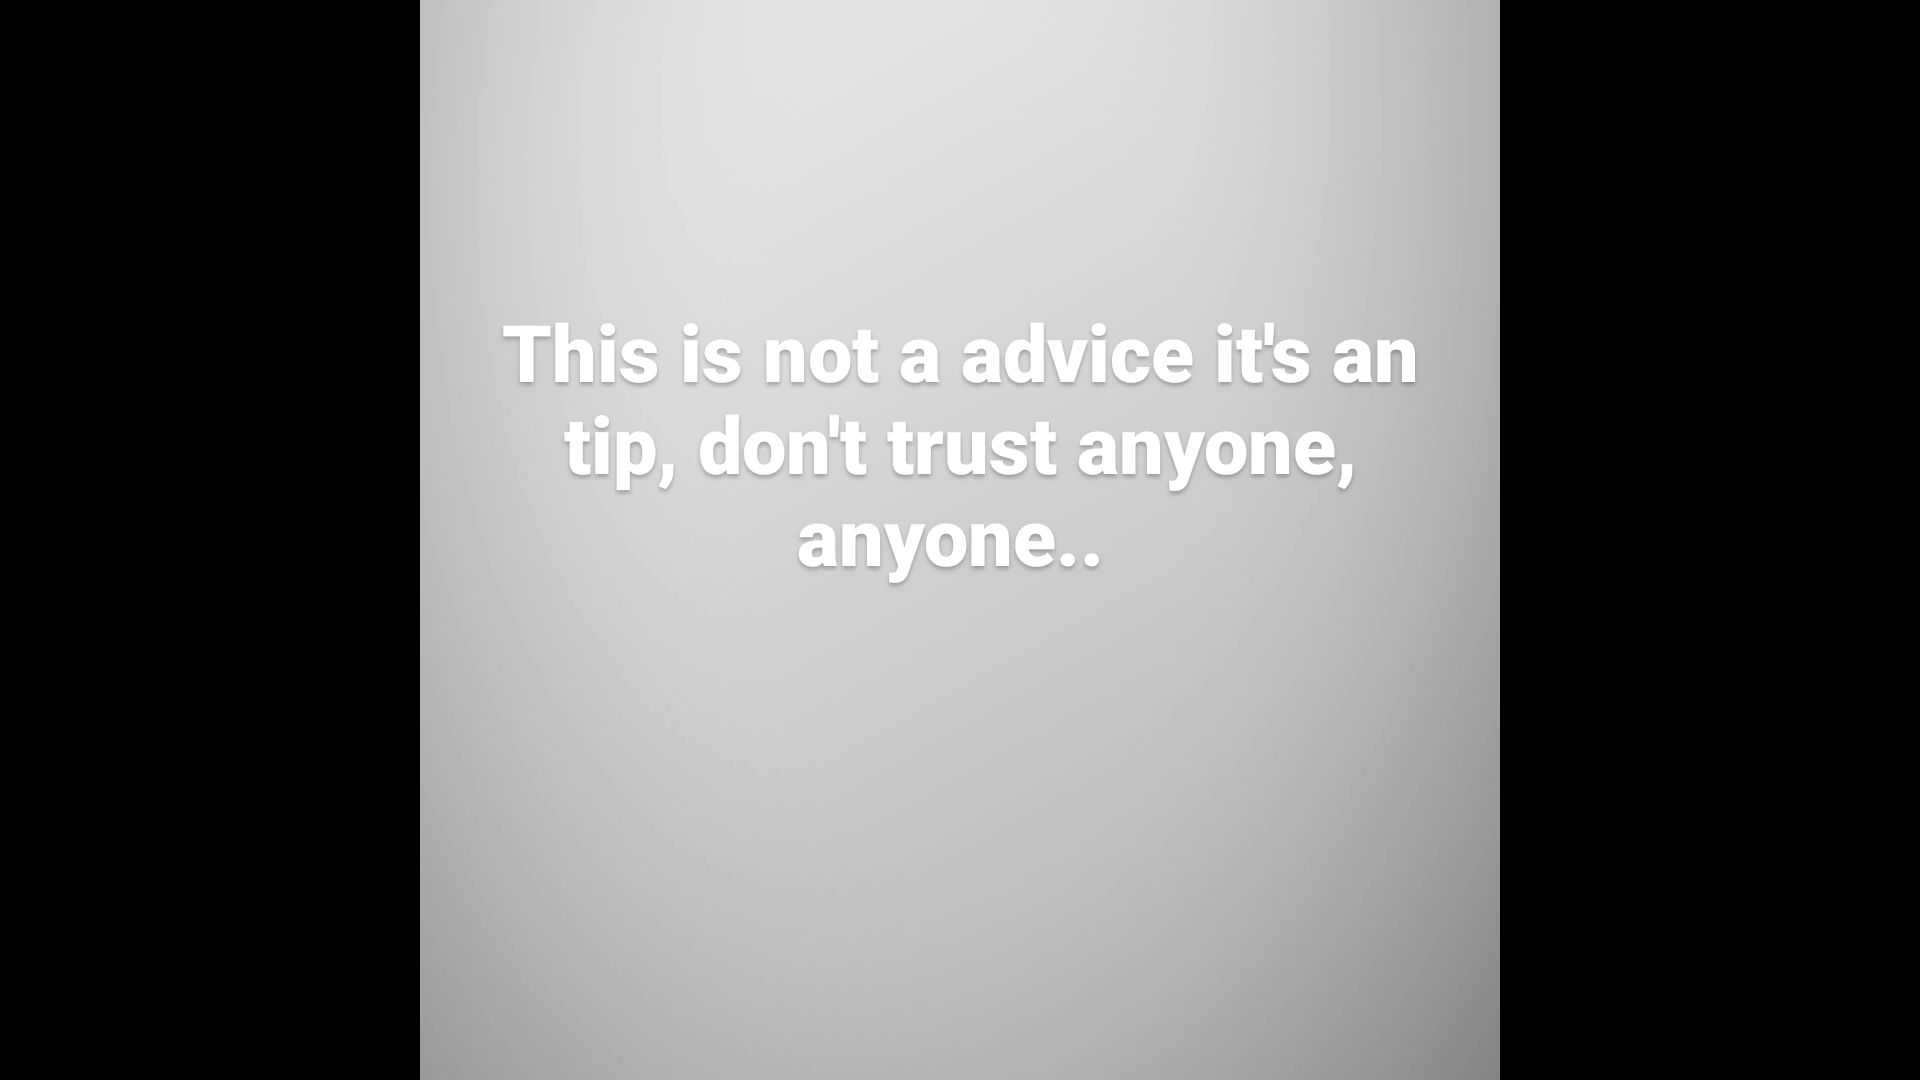 This is not a advice it's an
tip, don't trust anyone,
anyone..